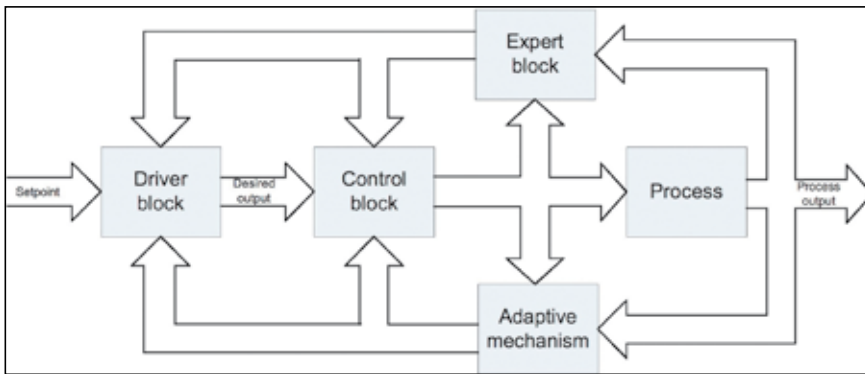 Expert
block
Setpoint
Driver
block
Desired
output
Control
block
Process
Process
output
Adaptive
mechanism